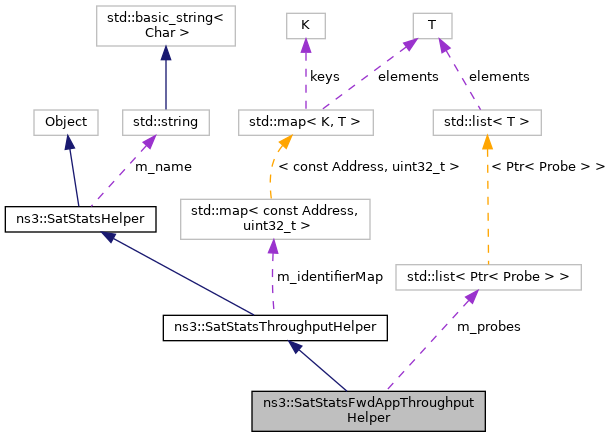 std::basic_string<
Char >
K
T
keys
elements
elements
Object
std::string
std::map< K, T >
std::list< T >
m_name
< const Address, uint32_t >
< Ptr< Probe > >
ns3::SatStatsHelper
std::map< const Address,
uint32_t >
m_identifierMap
std::list< Ptr< Probe > >
ns3::SatStatsThroughputHelper
m_probes
ns3::SatStatsFwdAppThroughput
Helper